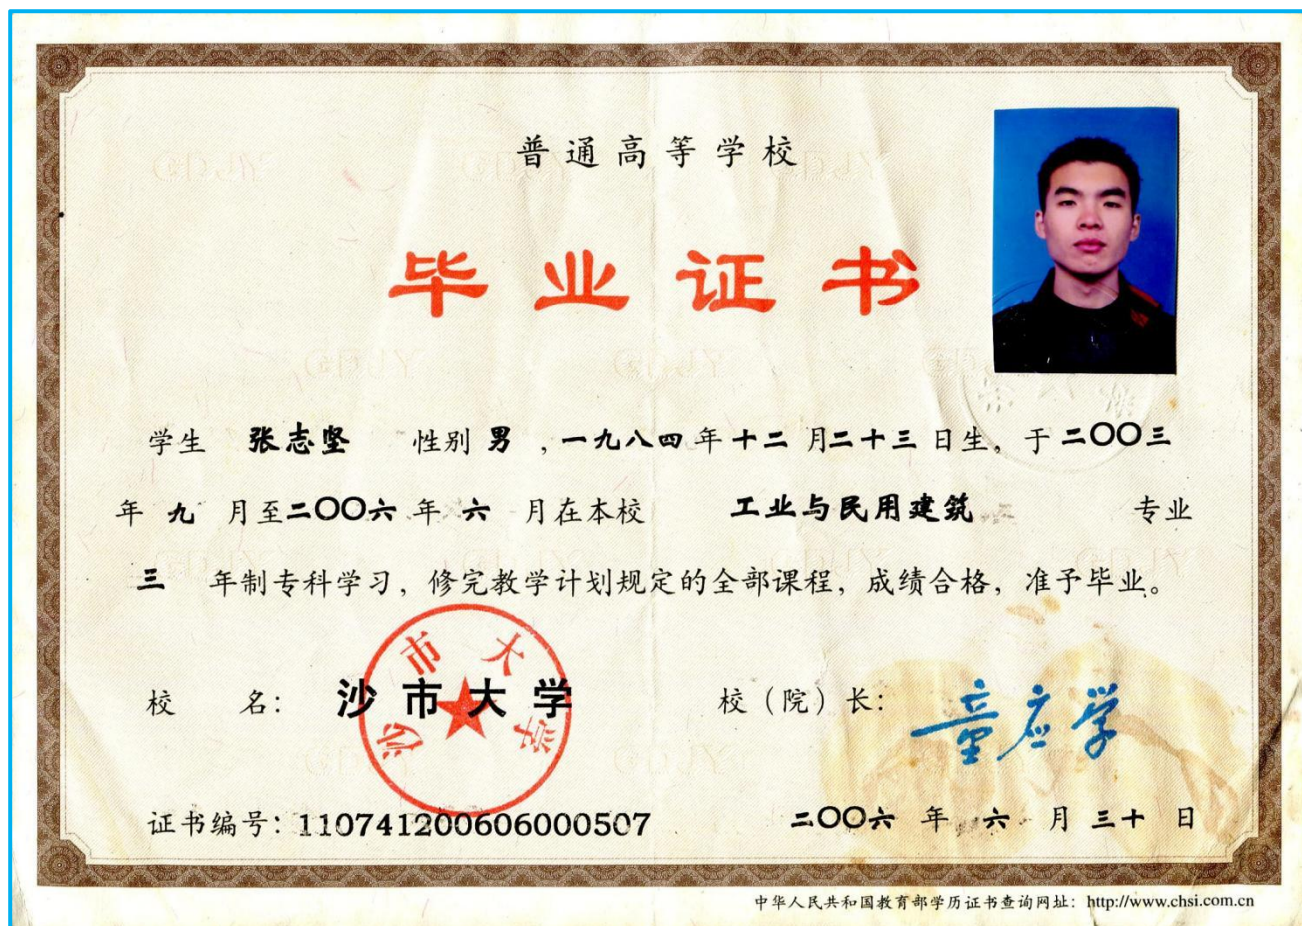 普通高等学校
毕业证书
学生 张志坚 性别 男 ，一九八四 年 十二 月 二十三 日生，于 二〇〇三
年 九 月至 二〇〇六 年 六 月在本校 工业与民用建筑 专业
三 年制专科学习，修完教学计划规定的全部课程，成绩合格，准予毕业。
沙市大学
校 名：沙市大学 校（院）长：童应学
证书编号：110741200606000507 二〇〇六 年 六 月 三十 日
中华人民共和国教育部学历证书查询网址：http://www.chsi.com.cn